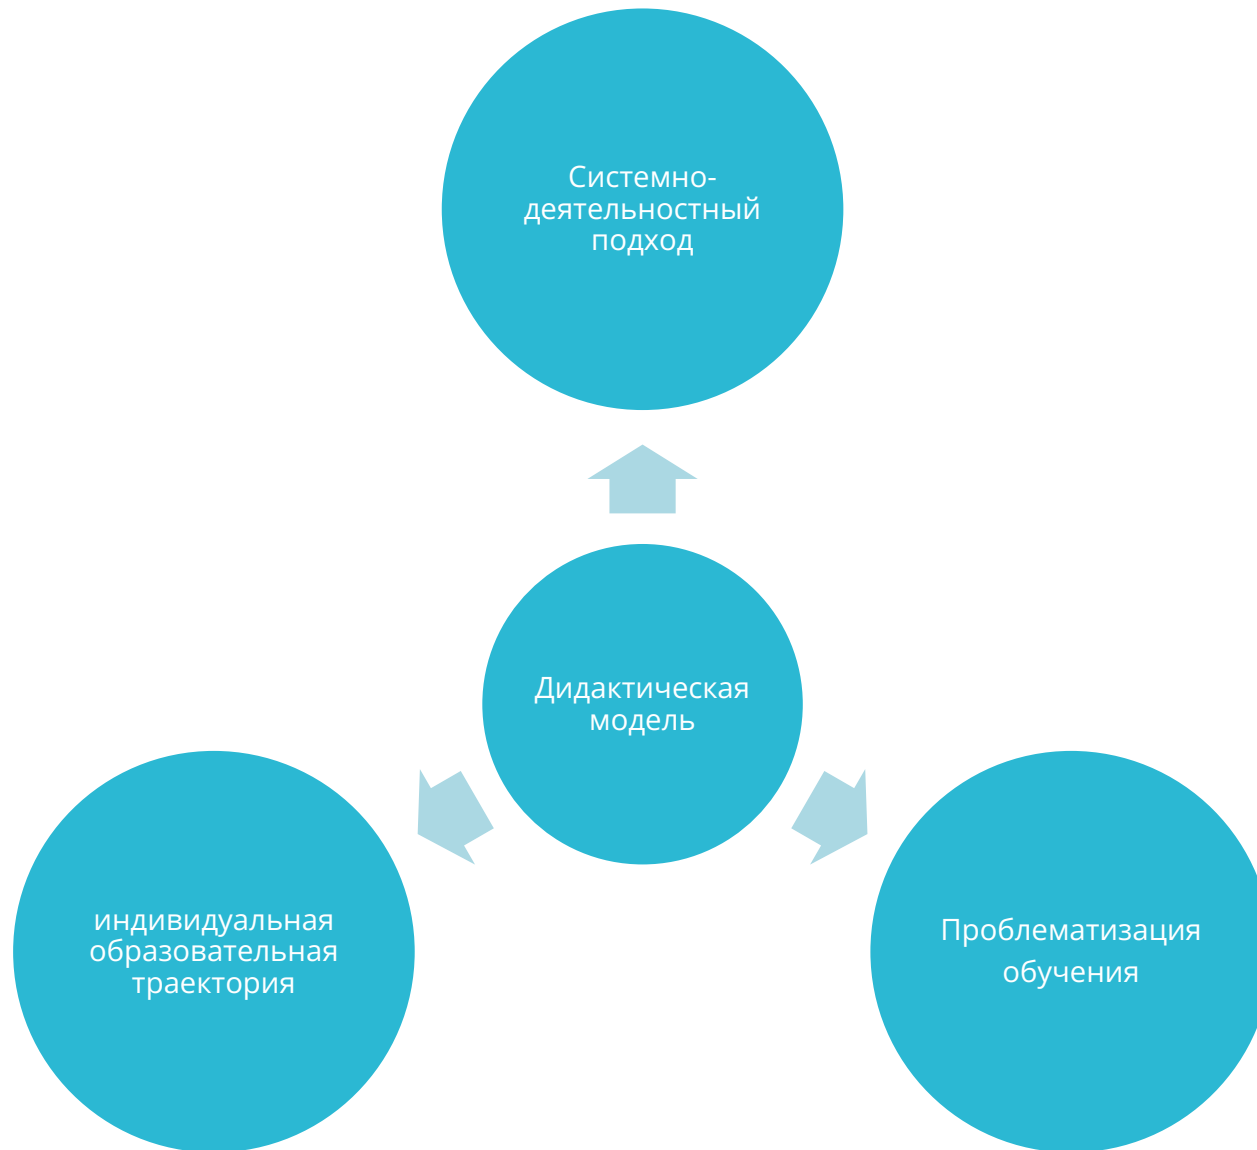 Системно-
деятельностный
подход
Дидактическая
модель
индивидуальная
образовательная
траектория
Проблематизация
обучения